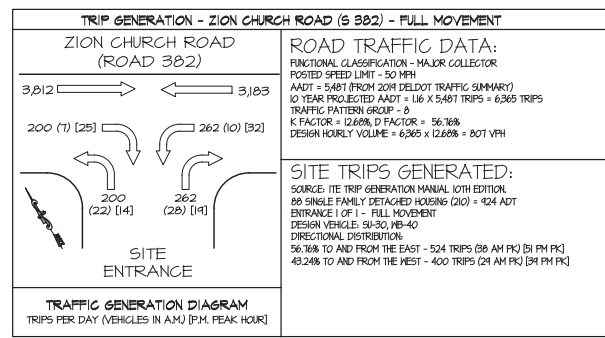 TRIP GENERATION - ZION CHURCH ROAD (S 382) - FULL MOVEMENT
ZION CHURCH ROAD
(ROAD 382)
3,812
3,183
200 (7) [25]
262 (10) [32]
200
(22) [14]
262
(28) [19]
SITE
ENTRANCE
TRAFFIC GENERATION DIAGRAM
TRIPS PER DAY (VEHICLES IN A.M.) [P.M. PEAK HOUR]
ROAD TRAFFIC DATA:
FUNCTIONAL CLASSIFICATION - MAJOR COLLECTOR
POSTED SPEED LIMIT - 50 MPH
AADT = 5,487 (FROM 2019 DELDOT TRAFFIC SUMMARY)
10 YEAR PROJECTED AADT = 1.16 X 5,487 TRIPS = 6,365 TRIPS
TRAFFIC PATTERN GROUP - 8
K FACTOR = 12.68%, D FACTOR = 56.76%
DESIGN HOURLY VOLUME = 6,365 x 12.68% = 807 VPH
SITE TRIPS GENERATED:
SOURCE: ITE TRIP GENERATION MANUAL 10TH EDITION.
88 SINGLE FAMILY DETACHED HOUSING (210) = 924 ADT
ENTRANCE 1 OF 1 - FULL MOVEMENT
DESIGN VEHICLE: SU-30, WB-40
DIRECTIONAL DISTRIBUTION:
56.76% TO AND FROM THE EAST - 524 TRIPS (38 AM PK) [51 PM PK]
43.24% TO AND FROM THE WEST - 400 TRIPS (29 AM PK) [39 PM PK]